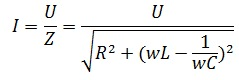 I = U/Z = U/√(R² + (wL − 1/wC)²)